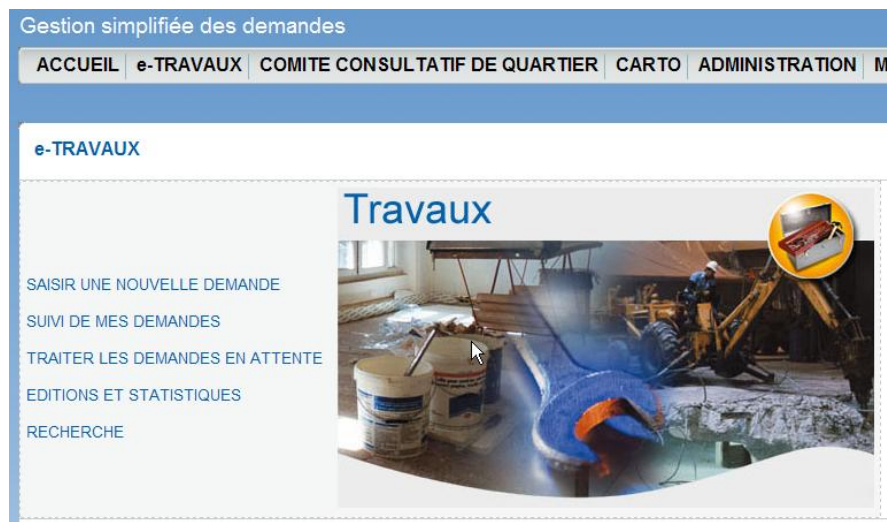 Gestion simplifiée des demandes
ACCUEIL e-TRAVAUX COMITE CONSULTATIF DE QUARTIER CARTO ADMINISTRATION M
e-TRAVAUX
Travaux
SAISIR UNE NOUVELLE DEMANDE
SUIVI DE MES DEMANDES
TRAITER LES DEMANDES EN ATTENTE
EDITIONS ET STATISTIQUES
RECHERCHE